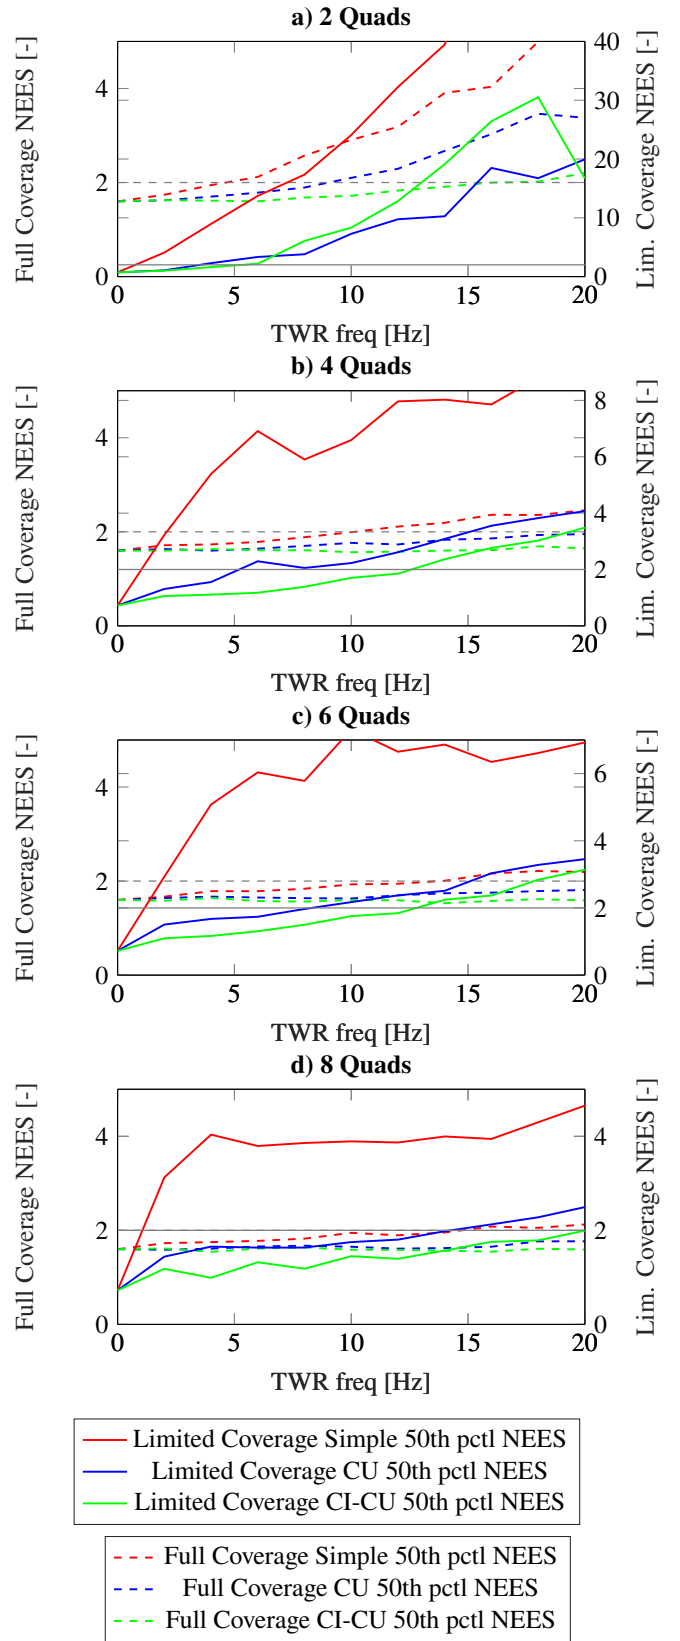 a) 2 Quads
Full Coverage NEES [-]
0
2
4
0
10
20
30
40
Lim. Coverage NEES [-]
0
5
10
15
20
TWR freq [Hz]
b) 4 Quads
Full Coverage NEES [-]
0
2
4
0
2
4
6
8
Lim. Coverage NEES [-]
0
5
10
15
20
TWR freq [Hz]
c) 6 Quads
Full Coverage NEES [-]
0
2
4
0
2
4
6
Lim. Coverage NEES [-]
0
5
10
15
20
TWR freq [Hz]
d) 8 Quads
Full Coverage NEES [-]
0
2
4
0
2
4
Lim. Coverage NEES [-]
0
5
10
15
20
TWR freq [Hz]
Limited Coverage Simple 50th pctl NEES
Limited Coverage CU 50th pctl NEES
Limited Coverage CI-CU 50th pctl NEES
Full Coverage Simple 50th pctl NEES
Full Coverage CU 50th pctl NEES
Full Coverage CI-CU 50th pctl NEES